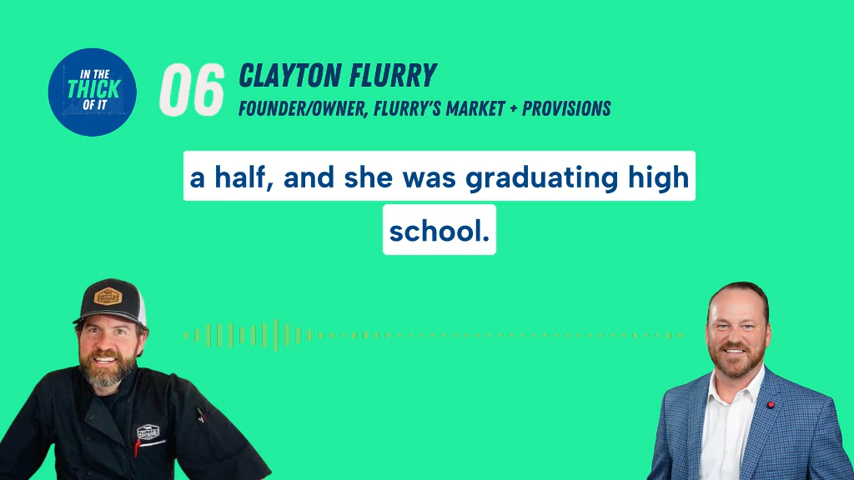 IN THE
THICK
OF IT
06
CLAYTON FLURRY
FOUNDER/OWNER, FLURRY'S MARKET + PROVISIONS
a half, and she was graduating high
school.